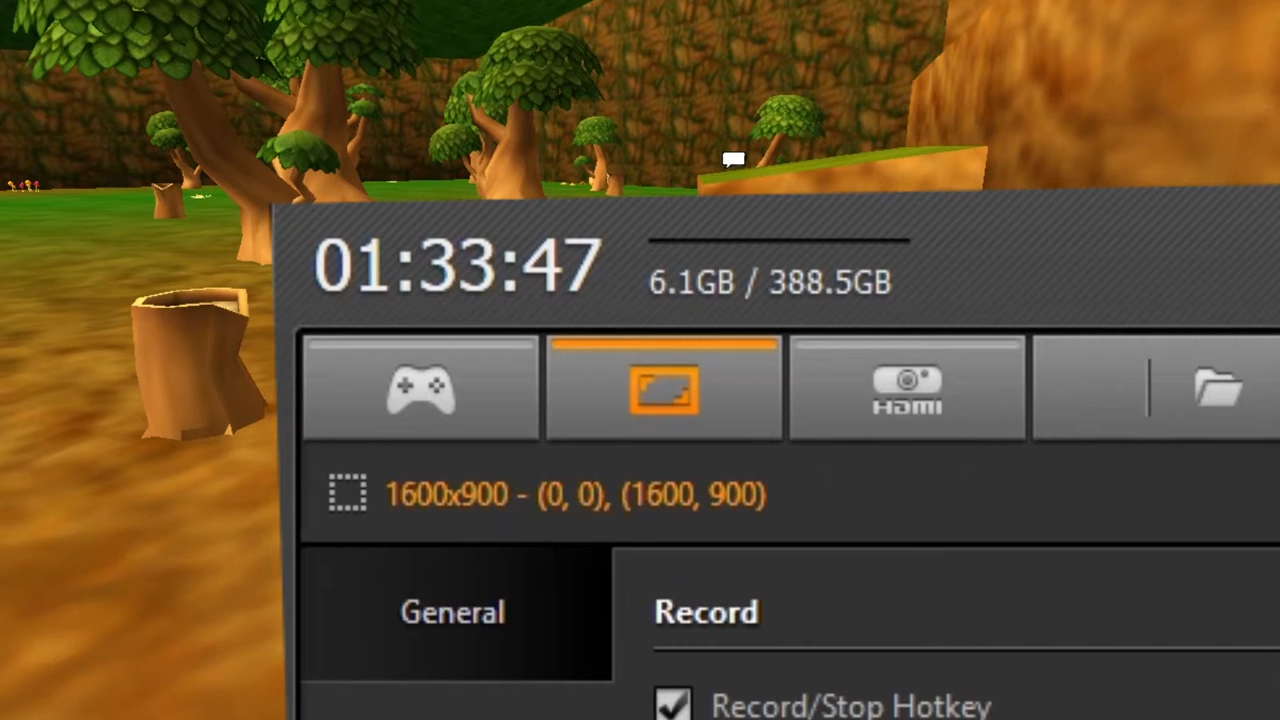 01:33:47
6.1GB / 388.5GB
HDMI
1600x900 - (0, 0), (1600, 900)
General
Record
Record/Stop Hotkey